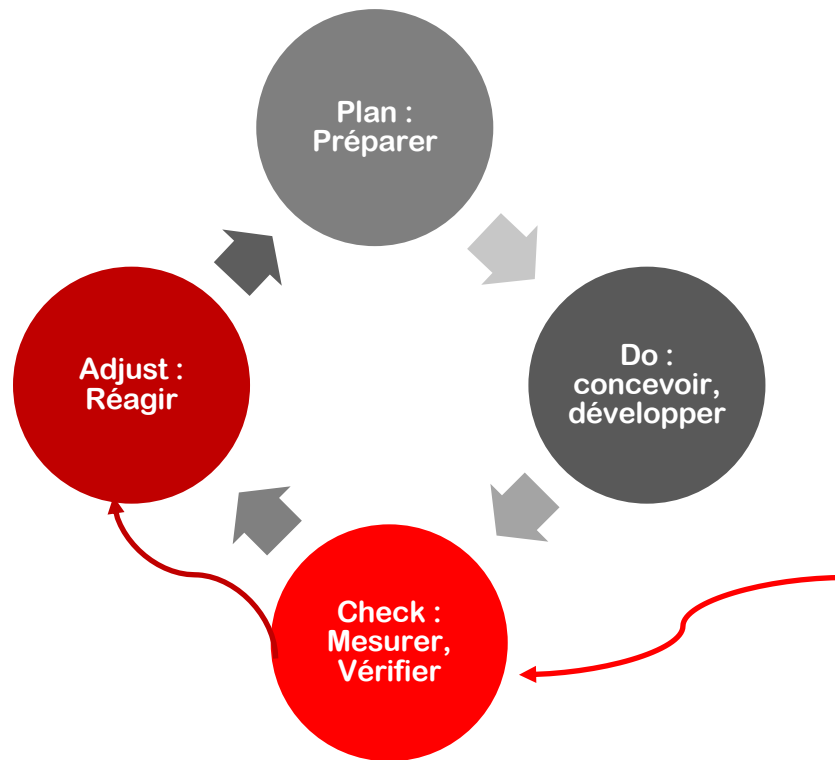 Plan :
Préparer
Do :
concevoir,
développer
Check :
Mesurer,
Vérifier
Adjust :
Réagir